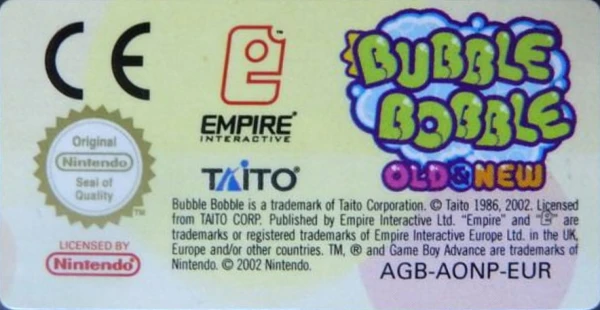 CE
EMPIRE
INTERACTIVE
BUBBLE
BOBBLE
OLD & NEW
Original
Nintendo
Seal of
Quality
TM
TAITO
LICENSED BY
Nintendo
Bubble Bobble is a trademark of Taito Corporation. © Taito 1986, 2002. Licensed
from TAITO CORP. Published by Empire Interactive Ltd. "Empire" and "e" are
trademarks or registered trademarks of Empire Interactive Europe Ltd. in the UK,
Europe and/or other countries. TM, ® and Game Boy Advance are trademarks of
Nintendo. © 2002 Nintendo.
AGB-AONP-EUR